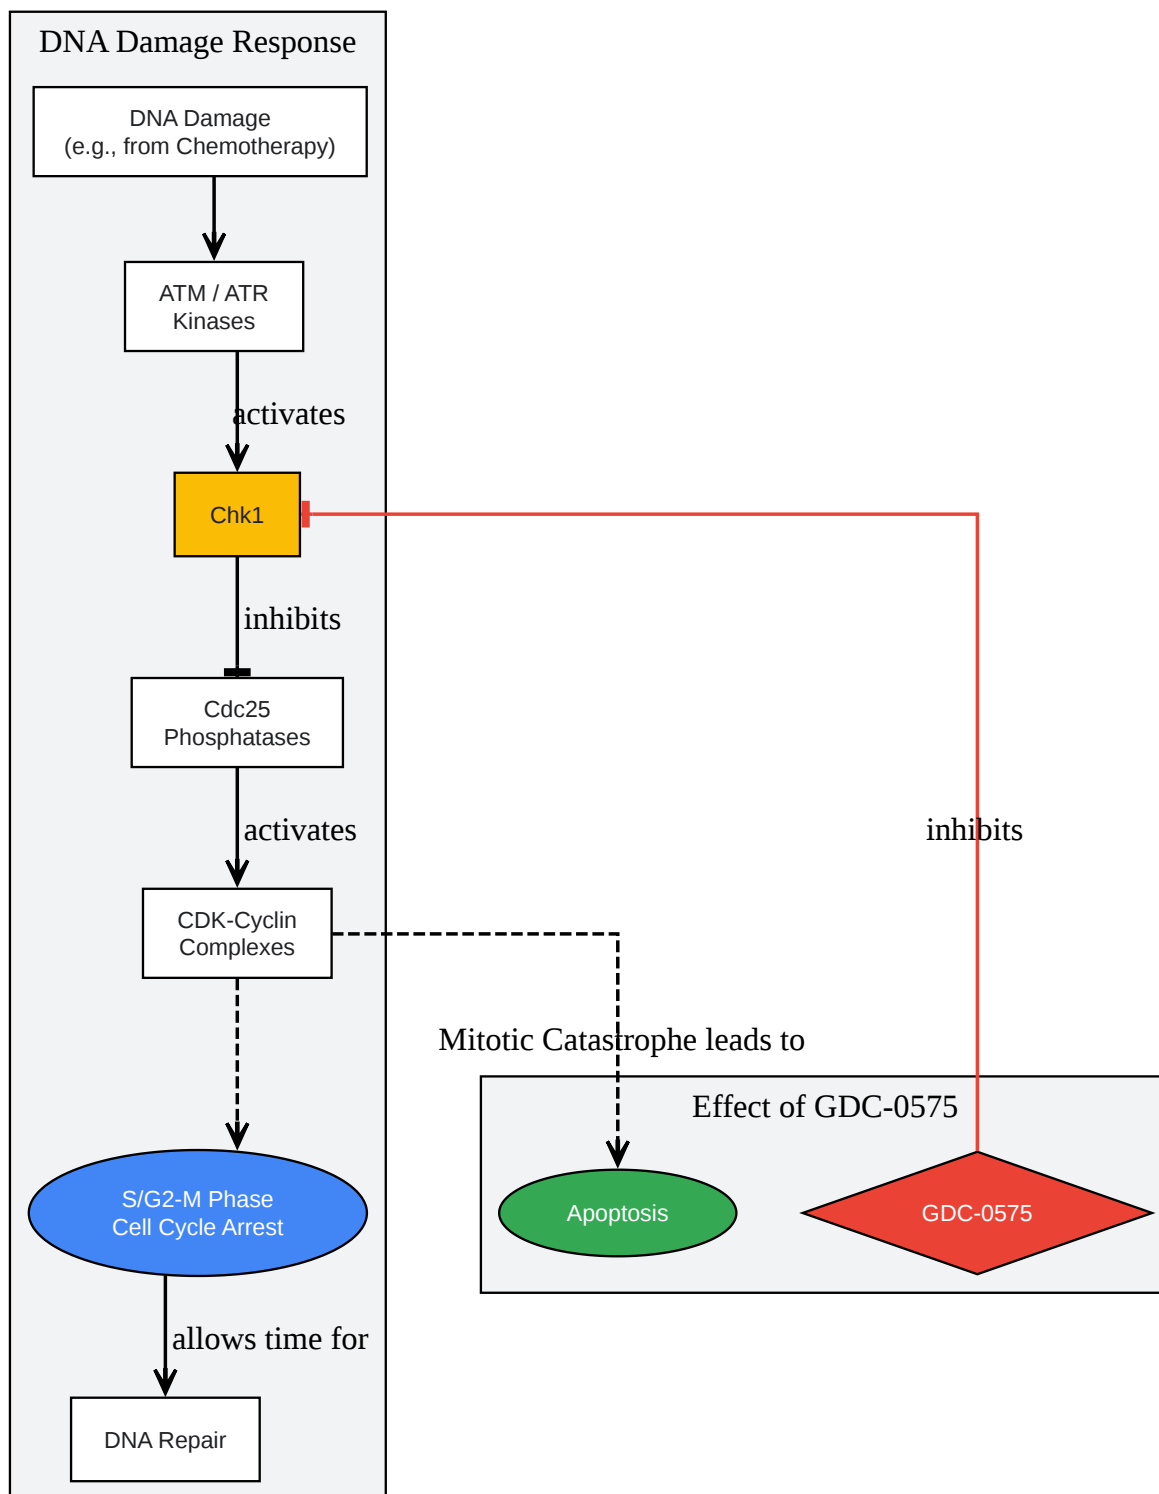 DNA Damage Response
DNA Damage
(e.g., from Chemotherapy)
ATM / ATR
Kinases
activates
Chk1
inhibits
Cdc25
Phosphatases
activates
inhibits
CDK-Cyclin
Complexes
Mitotic Catastrophe leads to
Effect of GDC-0575
S/G2-M Phase
Cell Cycle Arrest
Apoptosis
GDC-0575
allows time for
DNA Repair